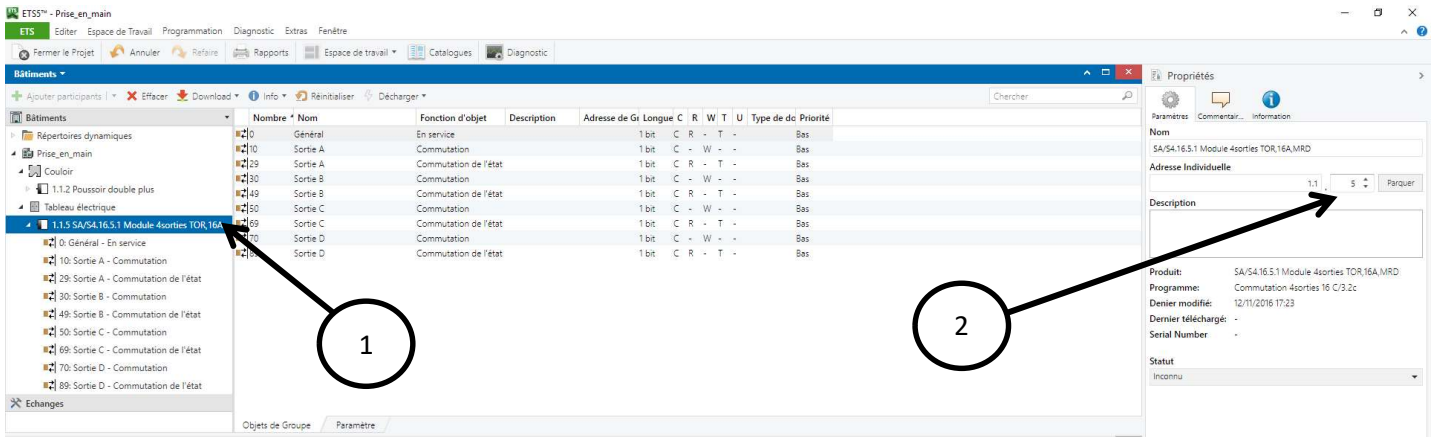 ETS5™ - Prise_en_main
ETS Editer Espace de Travail Programmation Diagnostic Extras Fenêtre
Fermer le Projet Annuler Refaire Rapports Espace de travail Catalogues Diagnostic
Bâtiments
Ajouter participants Effacer Download Info Réinitialiser Décharger Chercher
Bâtiments
Répertoires dynamiques
Prise_en_main
Couloir
1.1.2 Poussoir double plus
Tableau électrique
1.1.5 SA/S4.16.5.1 Module 4sorties TOR,16A
0: Général - En service
10: Sortie A - Commutation
29: Sortie A - Commutation de l'état
30: Sortie B - Commutation
49: Sortie B - Commutation de l'état
50: Sortie C - Commutation
69: Sortie C - Commutation de l'état
70: Sortie D - Commutation
89: Sortie D - Commutation de l'état
Echanges
Nombre Nom Fonction d'objet Description Adresse de Gr Longue C R W T U Type de do Priorité
0 Général En service 1 bit C R - T - Bas
10 Sortie A Commutation 1 bit C - W - - Bas
29 Sortie A Commutation de l'état 1 bit C R - T - Bas
30 Sortie B Commutation 1 bit C - W - - Bas
49 Sortie B Commutation de l'état 1 bit C R - T - Bas
50 Sortie C Commutation 1 bit C - W - - Bas
69 Sortie C Commutation de l'état 1 bit C R - T - Bas
70 Sortie D Commutation 1 bit C - W - - Bas
Sortie D Commutation de l'état 1 bit C R - T - Bas
1
2
Objets de Groupe Paramètre
Propriétés
Paramètres Commentair... Information
Nom
SA/S4.16.5.1 Module 4sorties TOR,16A,MRD
Adresse Individuelle
1.1 . 5 Parquer
Description
Produit: SA/S4.16.5.1 Module 4sorties TOR,16A,MRD
Programme: Commutation 4sorties 16 C/3.2c
Denier modifié: 12/11/2016 17:23
Dernier téléchargé: -
Serial Number -
Statut
Inconnu